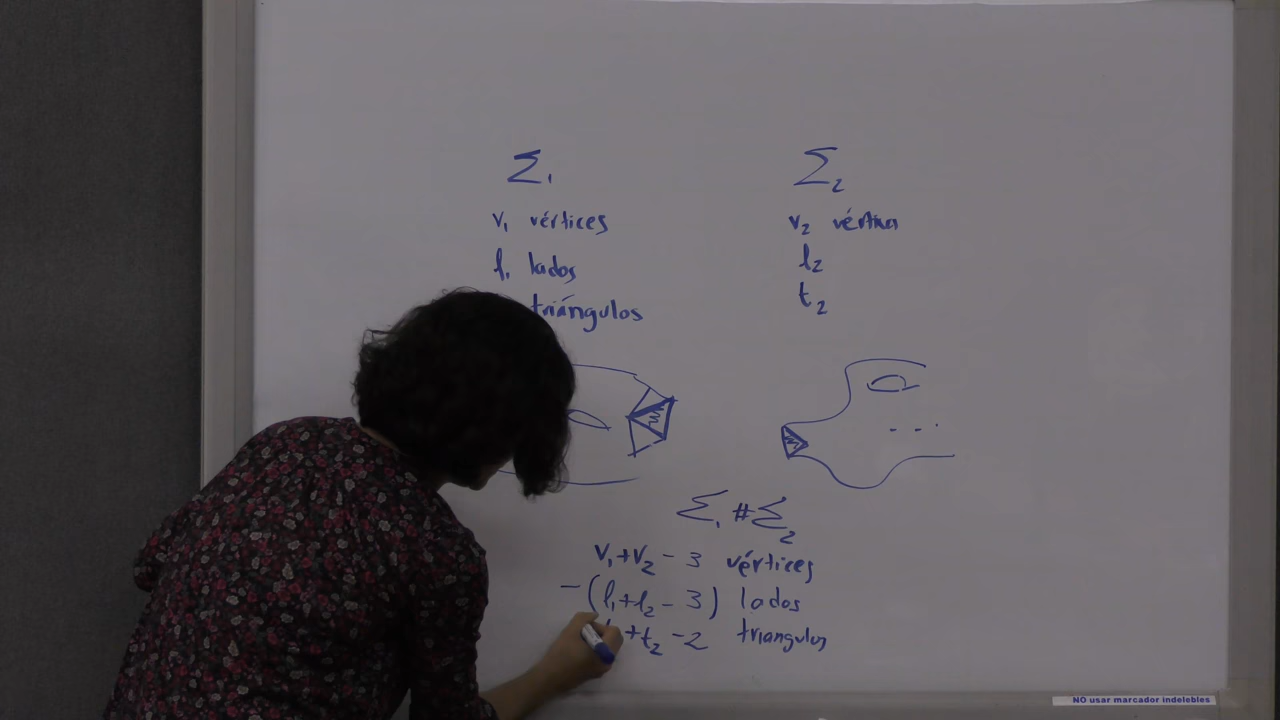 Σ₁ Σ₂
v₁ vértices v₂
l₁ lados l₂
triángulos t₂
Σ₁ # Σ₂
v₁+v₂ - 3 vértices
-(l₁+l₂ - 3) lados
+t₂ - 2 triangulos
NO usar marcador indelebles